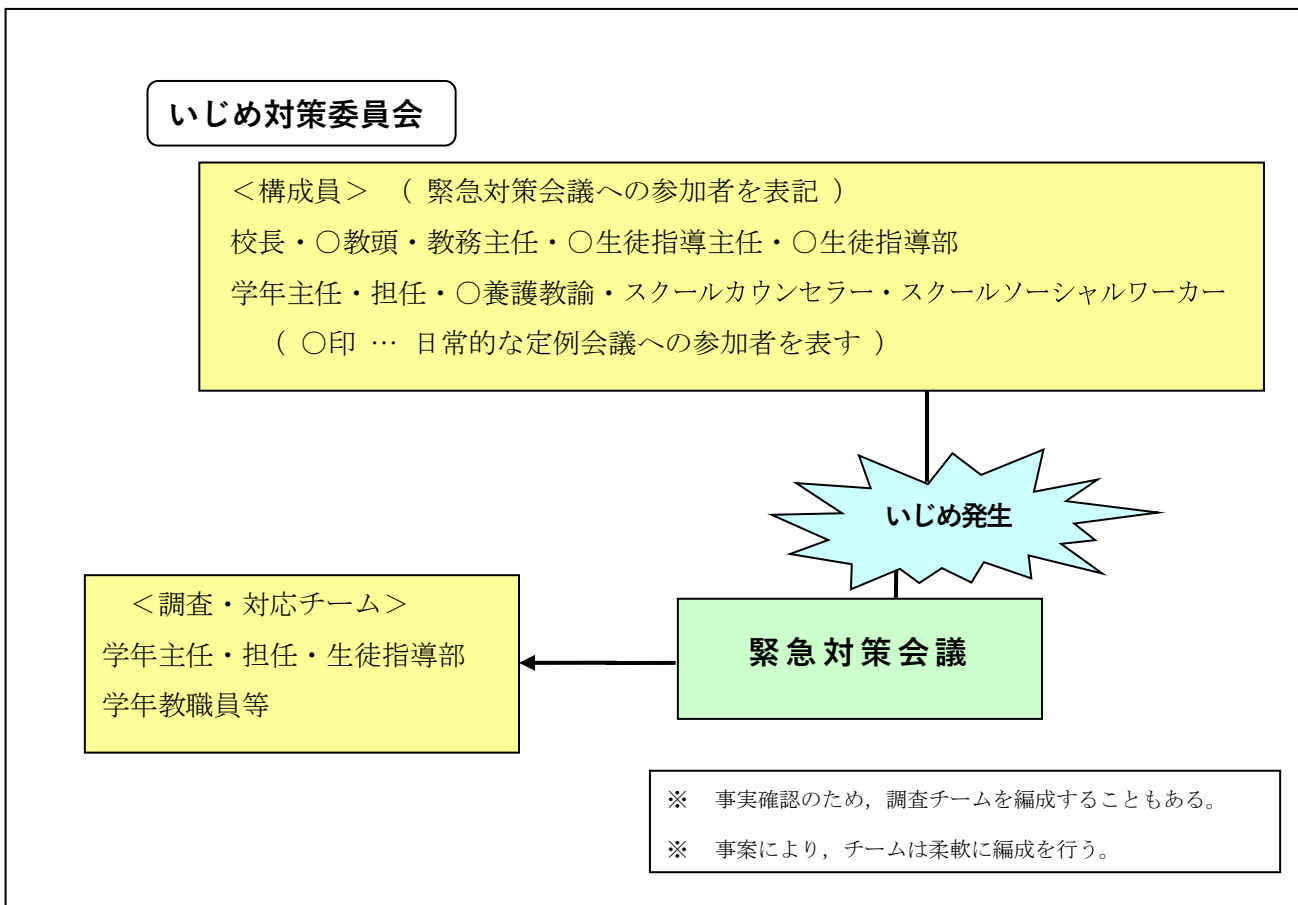 いじめ対策委員会
＜構成員＞　（ 緊急対策会議への参加者を表記 ）
校長・○教頭・教務主任・○生徒指導主任・○生徒指導部
学年主任・担任・○養護教諭・スクールカウンセラー・スクールソーシャルワーカー
（ ○印 … 日常的な定例会議への参加者を表す ）
いじめ発生
緊急対策会議
＜調査・対応チーム＞
学年主任・担任・生徒指導部
学年教職員等
※　事実確認のため，調査チームを編成することもある。
※　事案により，チームは柔軟に編成を行う。